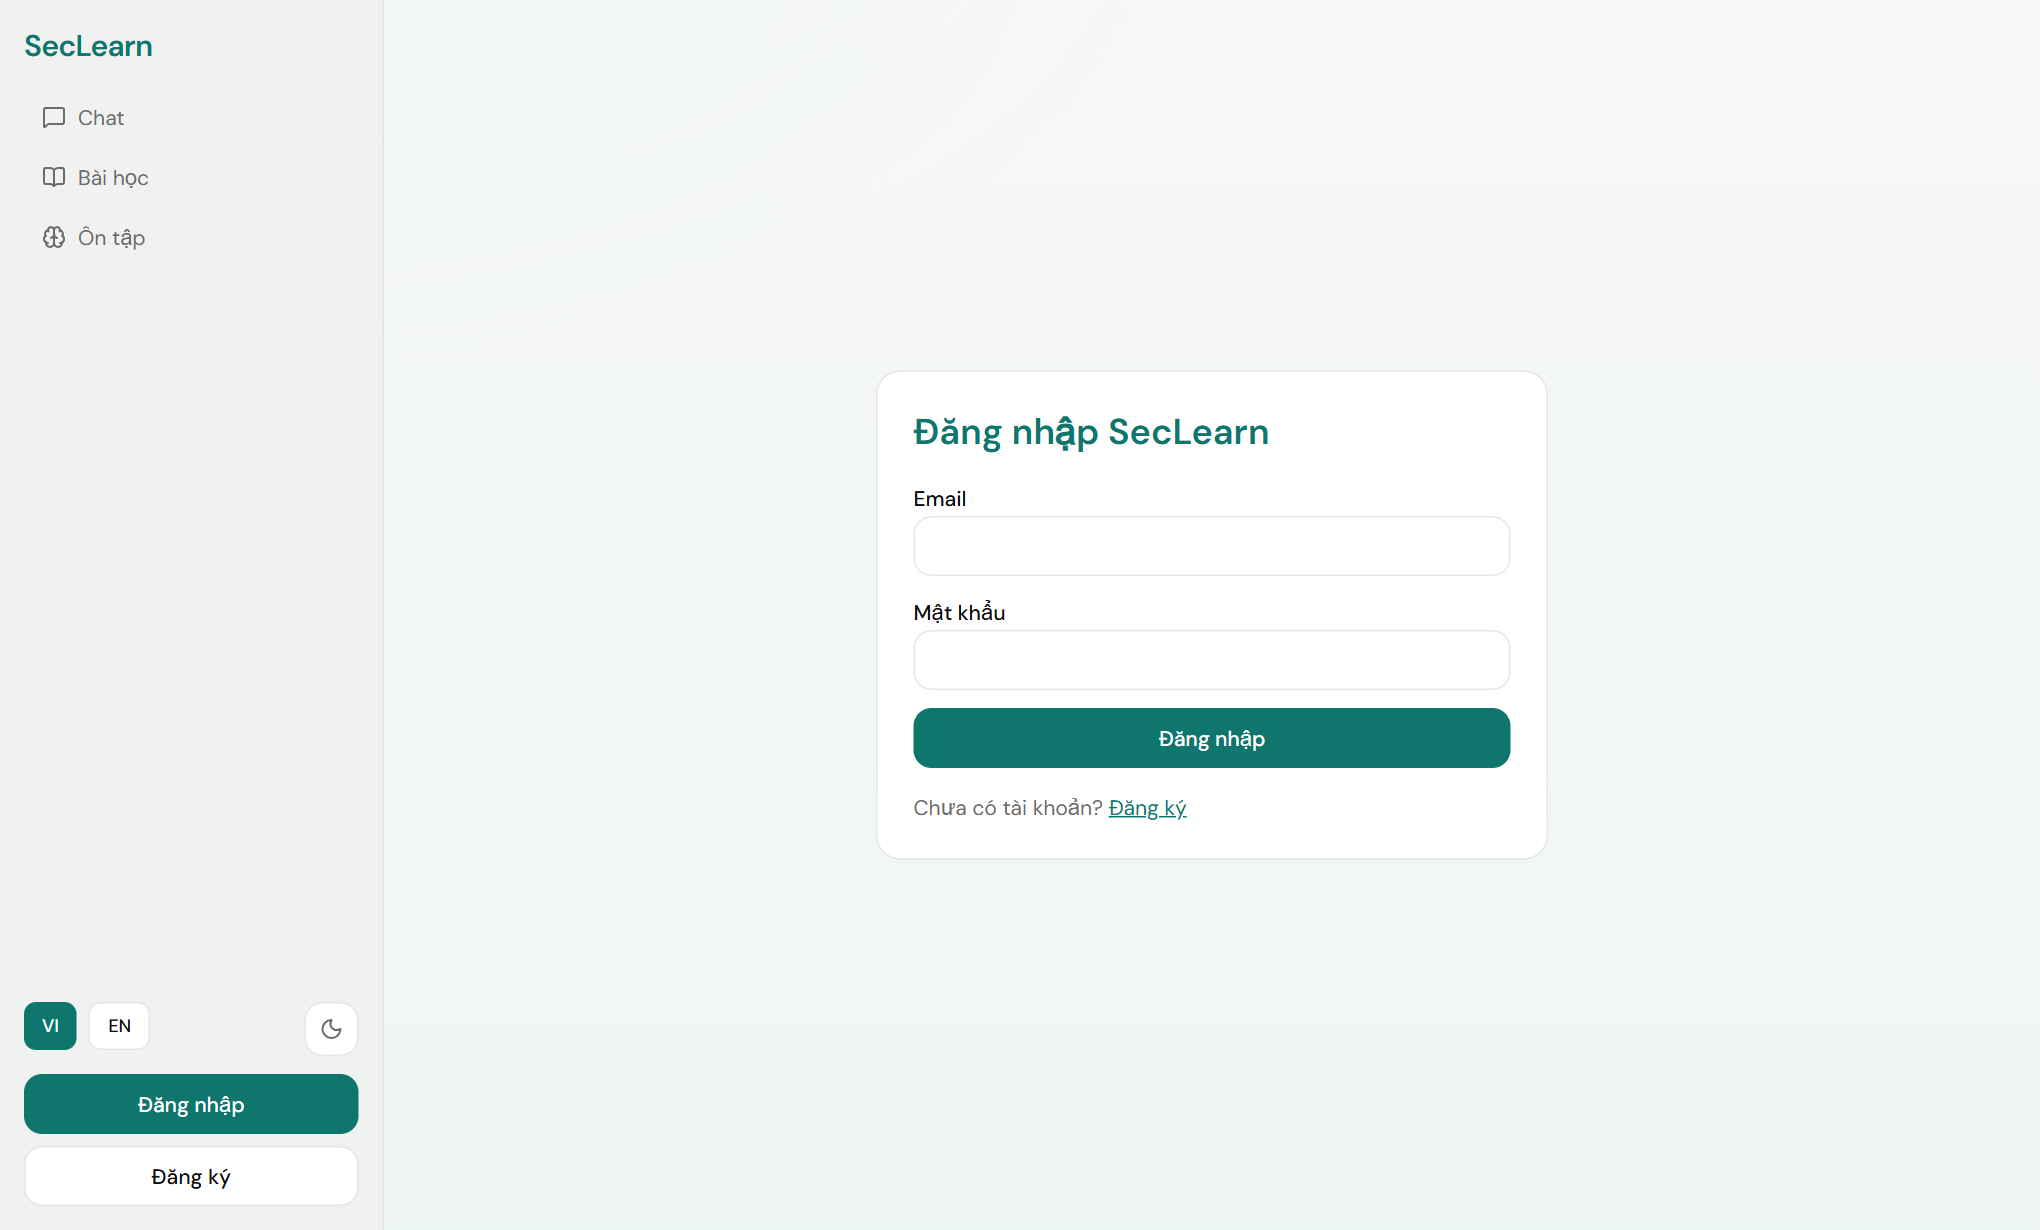 SecLearn
Chat
Bài học
Ôn tập
Đăng nhập SecLearn
Email
Mật khẩu
Đăng nhập
Chưa có tài khoản? Đăng ký
VI
EN
Đăng nhập
Đăng ký